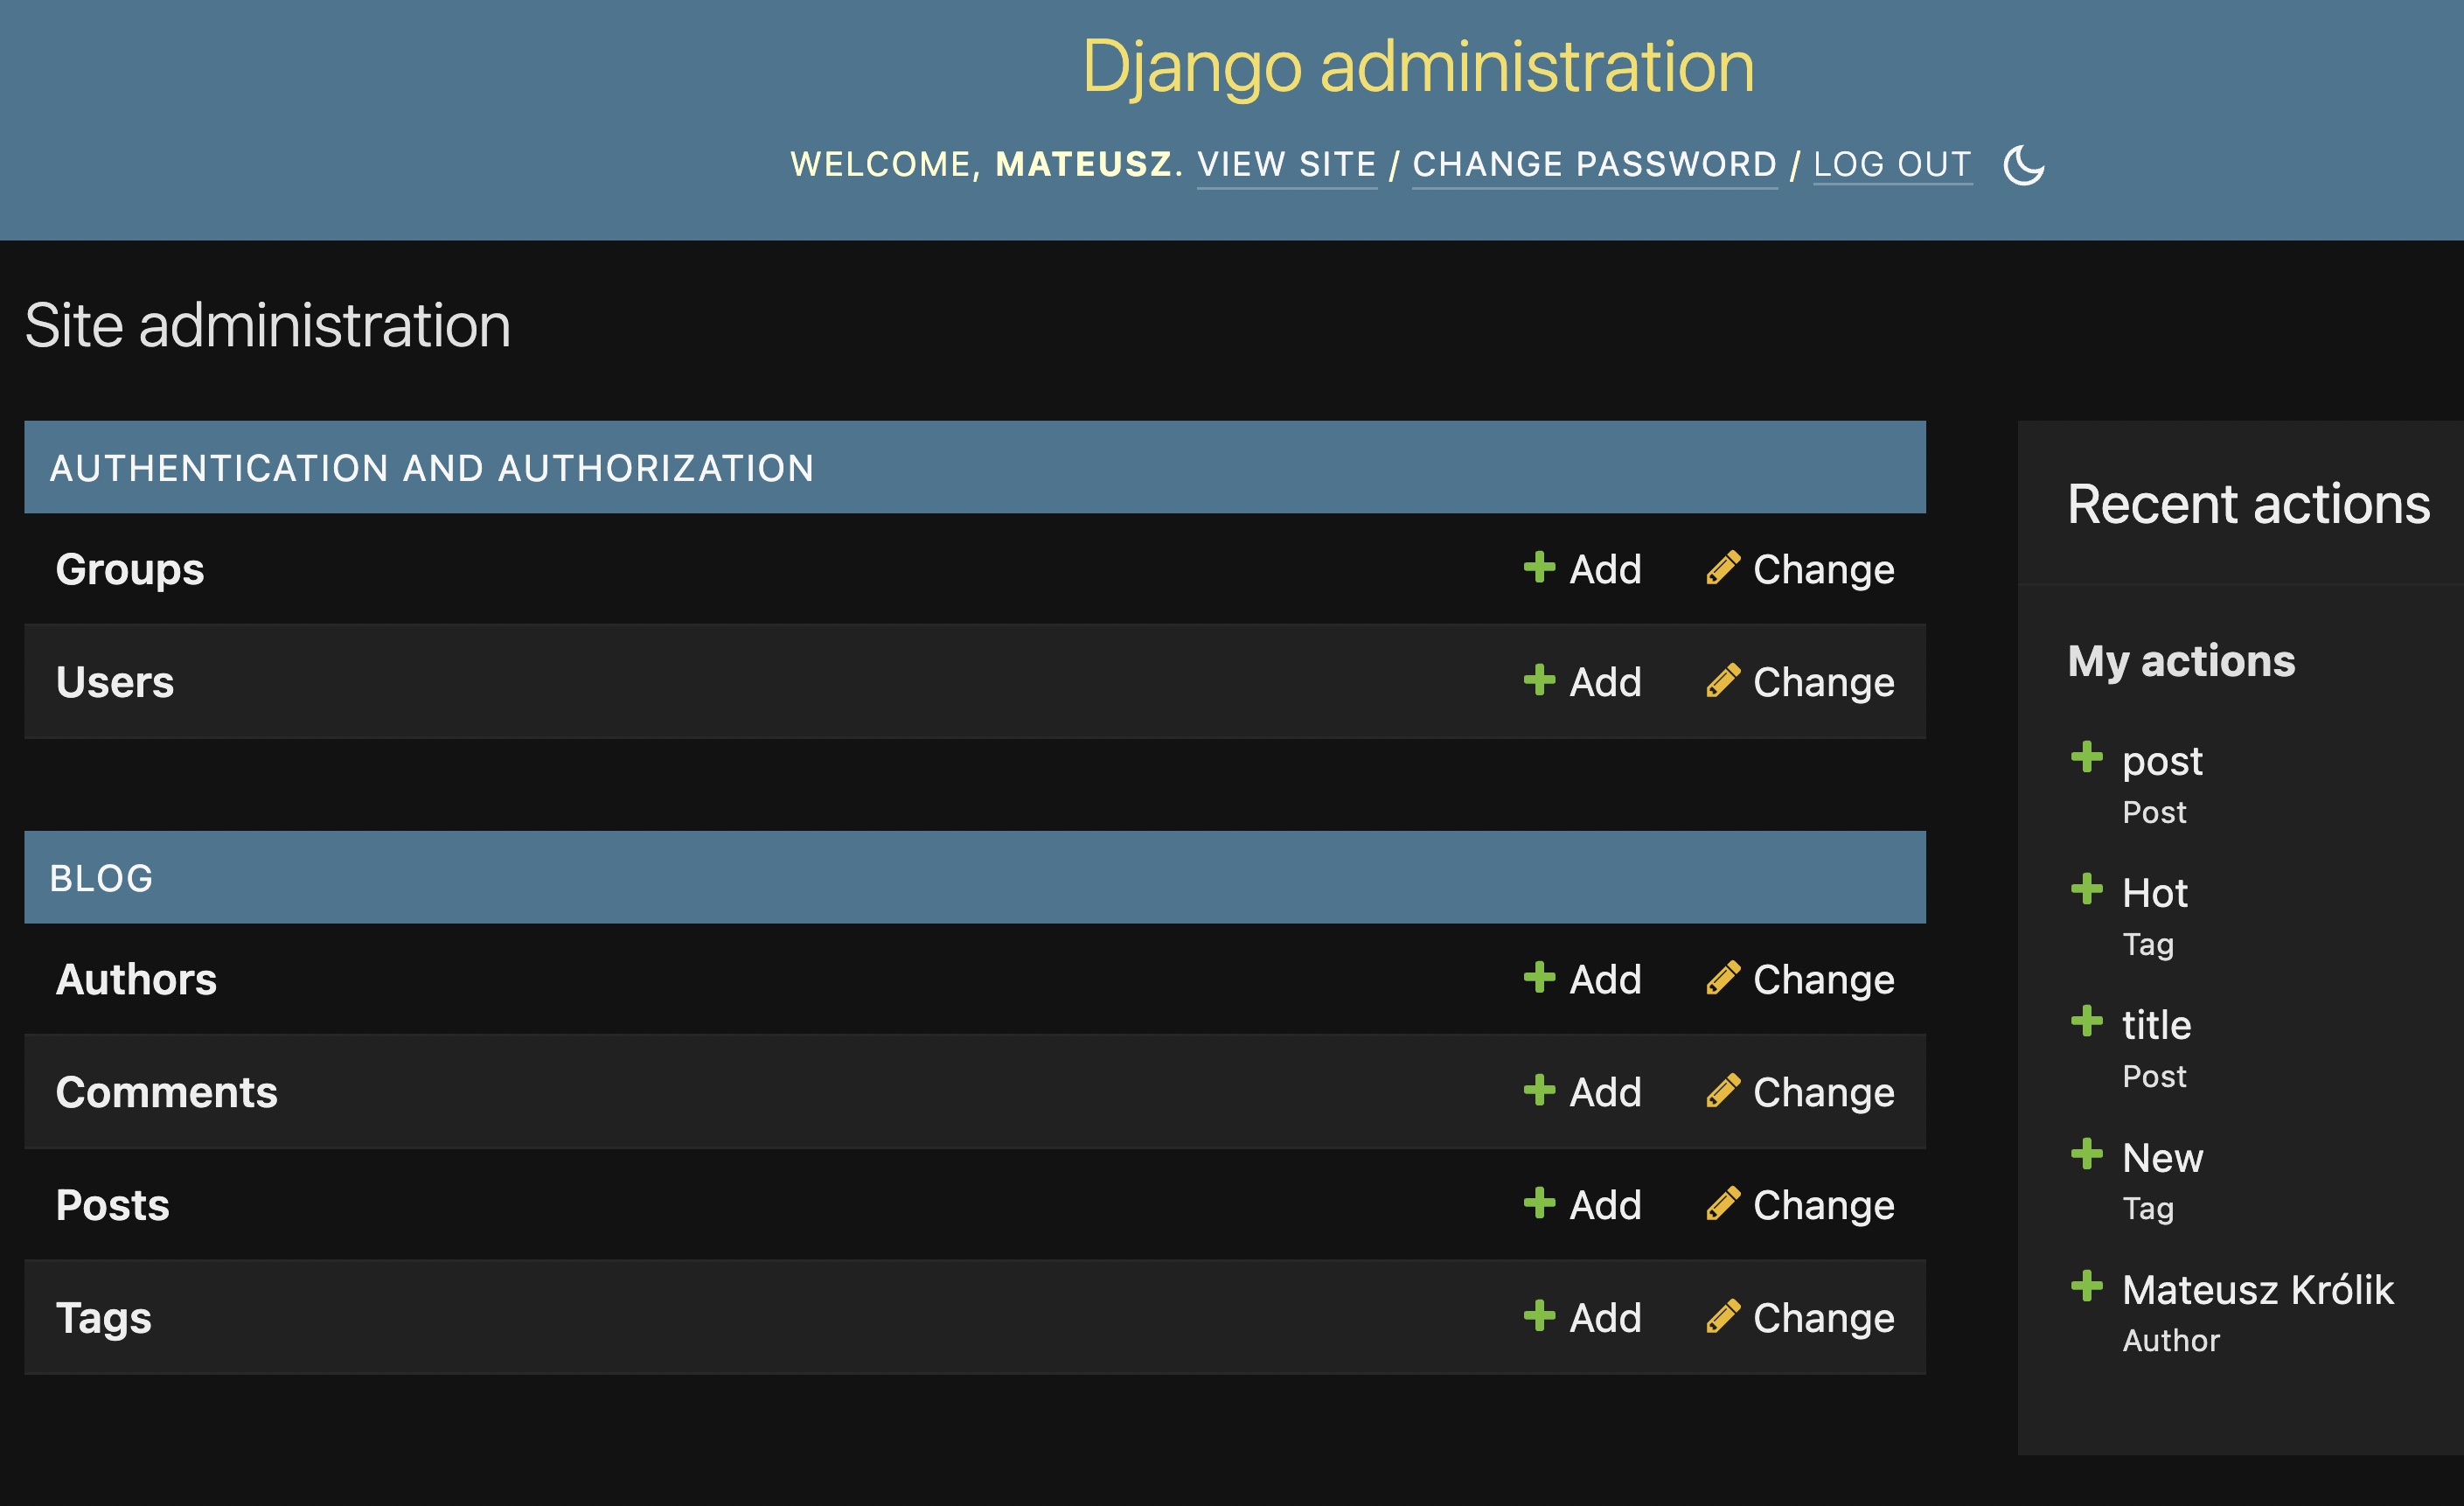 Django administration
WELCOME, MATEUSZ. VIEW SITE / CHANGE PASSWORD / LOG OUT
Site administration
AUTHENTICATION AND AUTHORIZATION
Groups Add Change
Users Add Change
BLOG
Authors Add Change
Comments Add Change
Posts Add Change
Tags Add Change
Recent actions
My actions
post
Post
Hot
Tag
title
Post
New
Tag
Mateusz Królik
Author